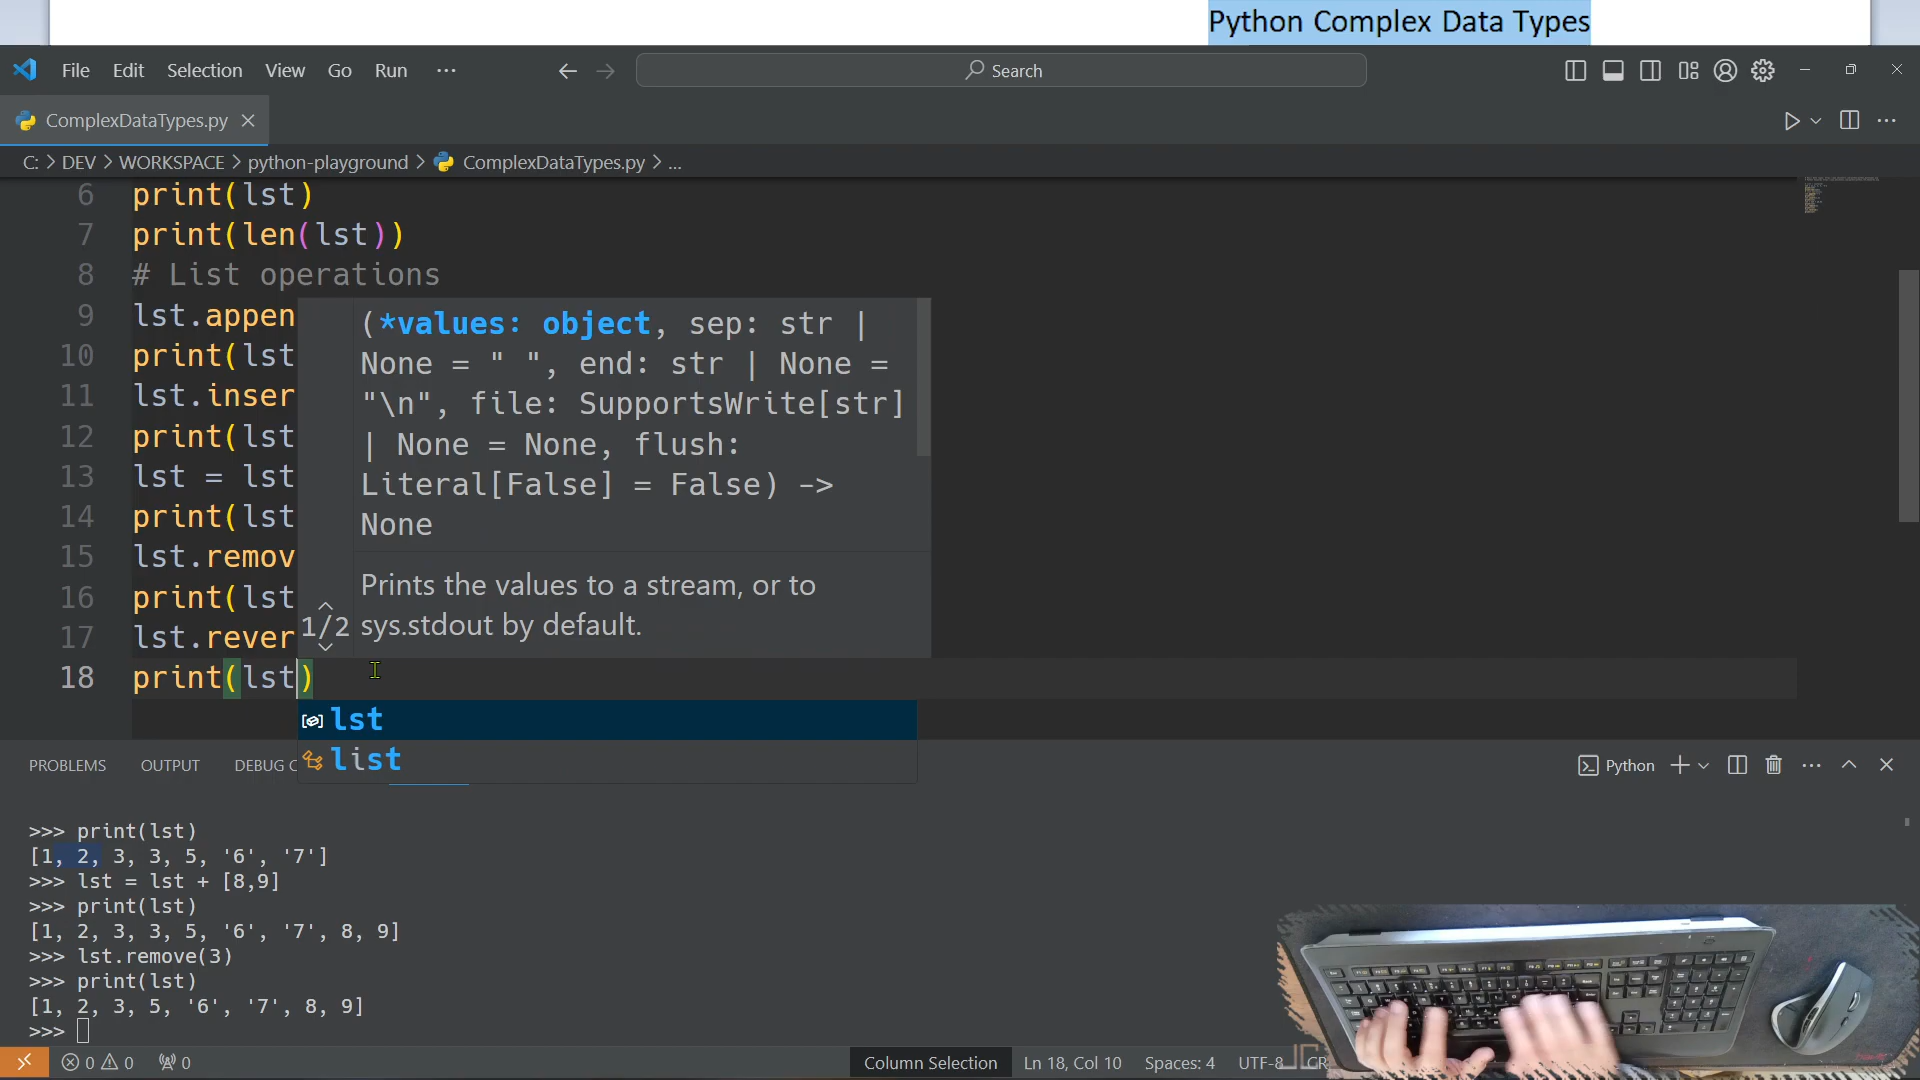 Python Complex Data Types
File Edit Selection View Go Run ...
Search
ComplexDataTypes.py
C: > DEV > WORKSPACE > python-playground > ComplexDataTypes.py > ...
6 print(lst)
7 print(len(lst))
8 # List operations
9 lst.appen
10 print(lst
11 lst.inser
12 print(lst
13 lst = lst
14 print(lst
15 lst.remov
16 print(lst
17 lst.rever
18 print(lst)
(*values: object, sep: str |
None = " ", end: str | None =
"\n", file: SupportsWrite[str]
| None = None, flush:
Literal[False] = False) ->
None
Prints the values to a stream, or to
1/2 sys.stdout by default.
lst
list
PROBLEMS OUTPUT DEBUG C
Python
>>> print(lst)
[1, 2, 3, 3, 5, '6', '7']
>>> lst = lst + [8,9]
>>> print(lst)
[1, 2, 3, 3, 5, '6', '7', 8, 9]
>>> lst.remove(3)
>>> print(lst)
[1, 2, 3, 5, '6', '7', 8, 9]
>>>
0 0 0
Column Selection Ln 18, Col 10 Spaces: 4 UTF-8 CR